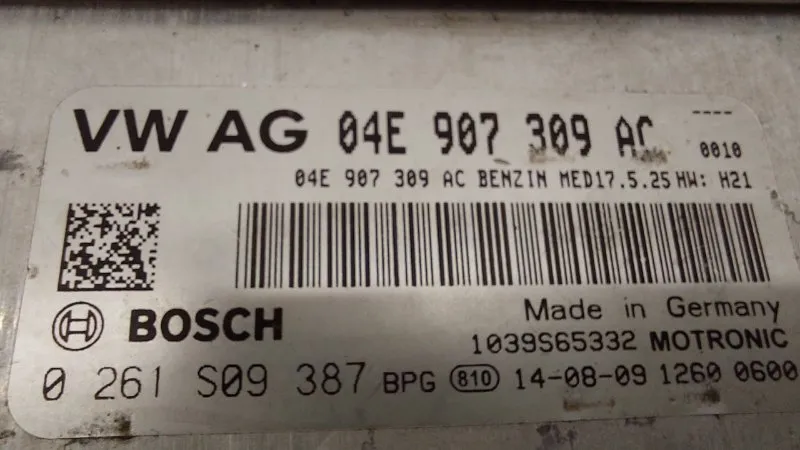 VW AG 04E 907 309 AC ----
0010
04E 907 309 AC BENZIN MED17.5.25 HW: H21
Made in Germany
BOSCH
1039S65332 MOTRONIC
0 261 S09 387 BPG 810 14-08-09 1260 0600